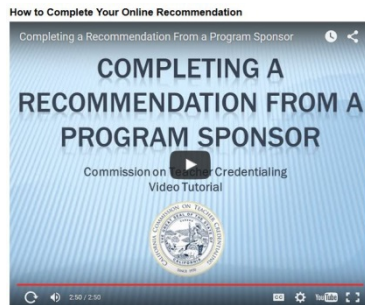 How to Complete Your Online Recommendation
Completing a Recommendation From a Program Sponsor
COMPLETING A
RECOMMENDATION FROM A
PROGRAM SPONSOR
Commission on Teacher Credentialing
Video Tutorial
2:50 / 2:50
CC
YouTube